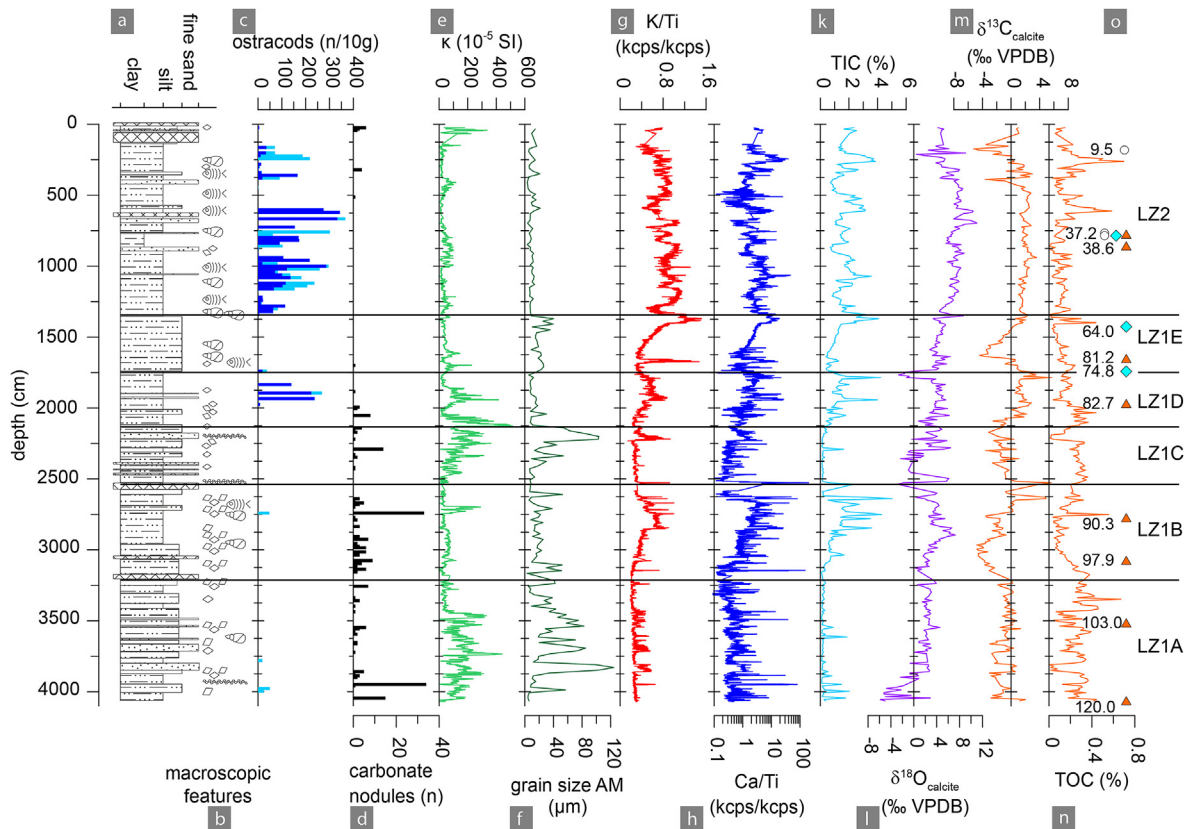 a
c
e
g
k
m
o
clay
silt
fine sand
ostracods (n/10g)
0
100
200
300
400
κ (10⁻⁵ SI)
0
200
400
600
K/Ti
(kcps/kcps)
0
0.8
1.6
TIC (%)
0
2
4
6
δ¹³Ccalcite
(‰ VPDB)
-8
-4
0
4
8
depth (cm)
0
500
1000
1500
2000
2500
3000
3500
4000
9.5
37.2
38.6
64.0
81.2
74.8
82.7
90.3
97.9
103.0
120.0
LZ2
LZ1E
LZ1D
LZ1C
LZ1B
LZ1A
0
20
40
0
40
80
120
0.1
1
10
100
-8
-4
0
4
8
12
0
0.4
0.8
macroscopic
features
b
carbonate
nodules (n)
d
grain size AM
(µm)
f
Ca/Ti
(kcps/kcps)
h
δ¹⁸Ocalcite
(‰ VPDB)
l
TOC (%)
n